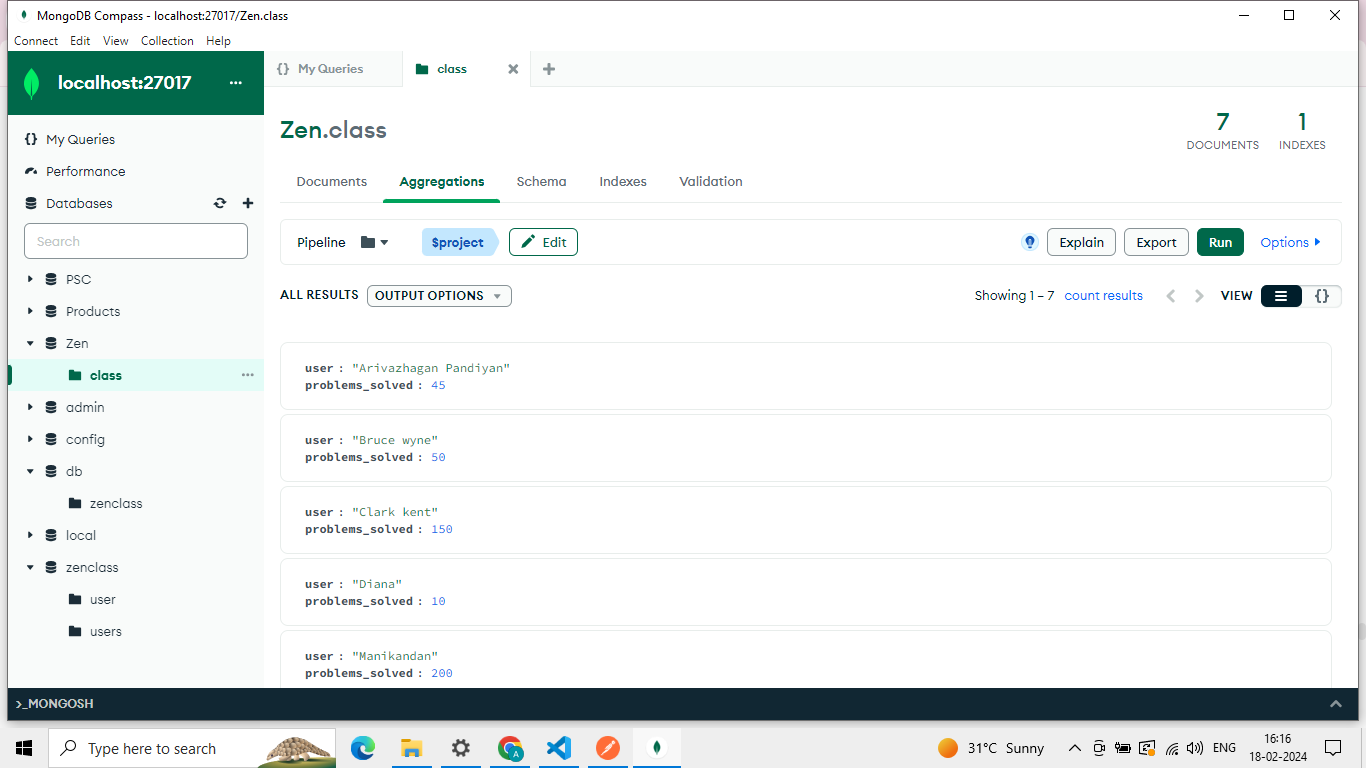 MongoDB Compass - localhost:27017/Zen.class
Connect Edit View Collection Help
localhost:27017 ...
{} My Queries
class
My Queries
Performance
Databases
Search
PSC
Products
Zen
class ...
admin
config
db
zenclass
local
zenclass
user
users
Zen.class
7 DOCUMENTS
1 INDEXES
Documents Aggregations Schema Indexes Validation
Pipeline $project Edit Explain Export Run Options
ALL RESULTS OUTPUT OPTIONS Showing 1 – 7 count results VIEW {}
user : "Arivazhagan Pandiyan"
problems_solved : 45
user : "Bruce wyne"
problems_solved : 50
user : "Clark kent"
problems_solved : 150
user : "Diana"
problems_solved : 10
user : "Manikandan"
problems_solved : 200
>_MONGOSH
Type here to search
31°C Sunny
ENG
16:16
18-02-2024